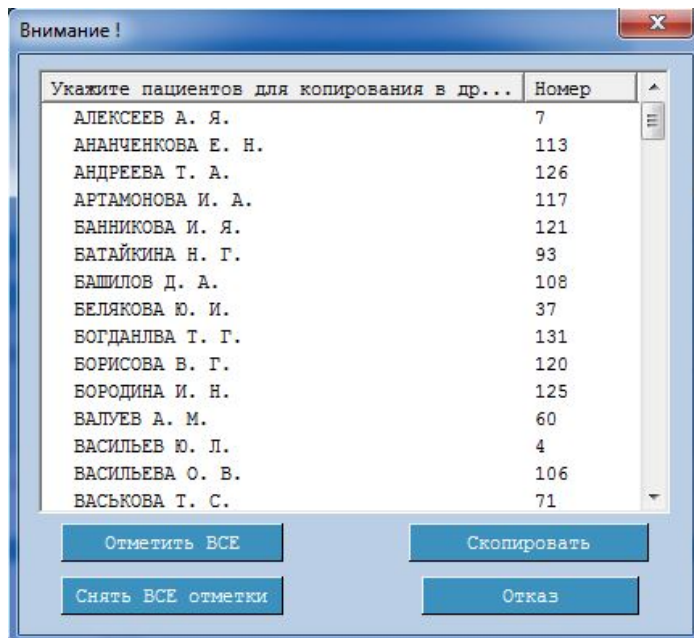 Внимание !
Укажите пациентов для копирования в др... Номер
АЛЕКСЕЕВ А. Я. 7
АНАНЧЕНКОВА Е. Н. 113
АНДРЕЕВА Т. А. 126
АРТАМОНОВА И. А. 117
БАННИКОВА И. Я. 121
БАТАЙКИНА Н. Г. 93
БАШИЛОВ Д. А. 108
БЕЛЯКОВА Ю. И. 37
БОГДАНЛВА Т. Г. 131
БОРИСОВА В. Г. 120
БОРОДИНА И. Н. 125
ВАЛУЕВ А. М. 60
ВАСИЛЬЕВ Ю. Л. 4
ВАСИЛЬЕВА О. В. 106
ВАСЬКОВА Т. С. 71
Отметить ВСЕ Скопировать
Снять ВСЕ отметки Отказ